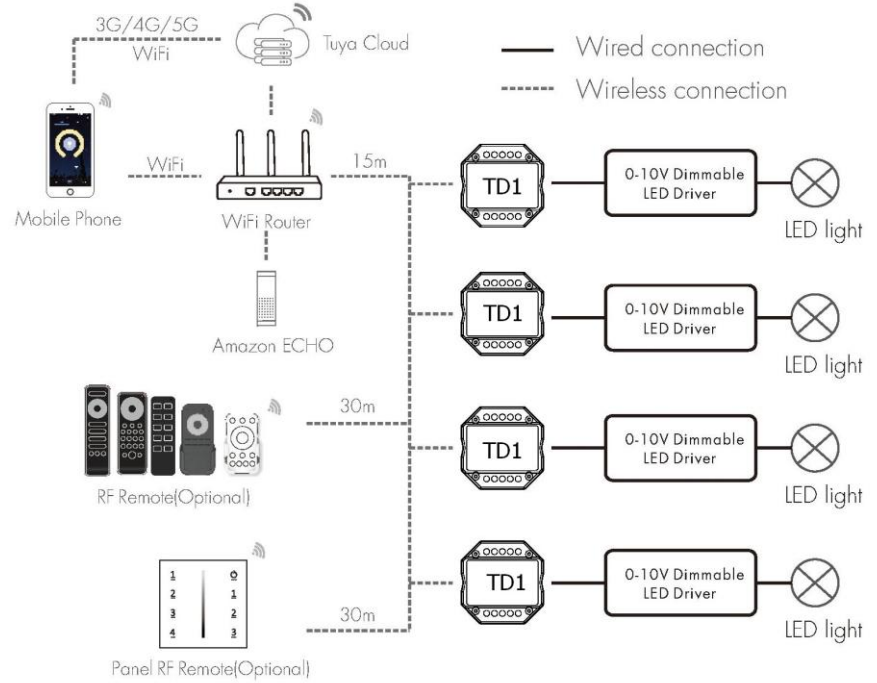 3G/4G/5G
WiFi
Tuya Cloud
Wired connection
Wireless connection
WiFi
15m
Mobile Phone
WiFi Router
Amazon ECHO
30m
RF Remote(Optional)
1
2
1
3
2
4
3
30m
Panel RF Remote(Optional)
TD1
0-10V Dimmable
LED Driver
LED light
TD1
0-10V Dimmable
LED Driver
LED light
TD1
0-10V Dimmable
LED Driver
LED light
TD1
0-10V Dimmable
LED Driver
LED light